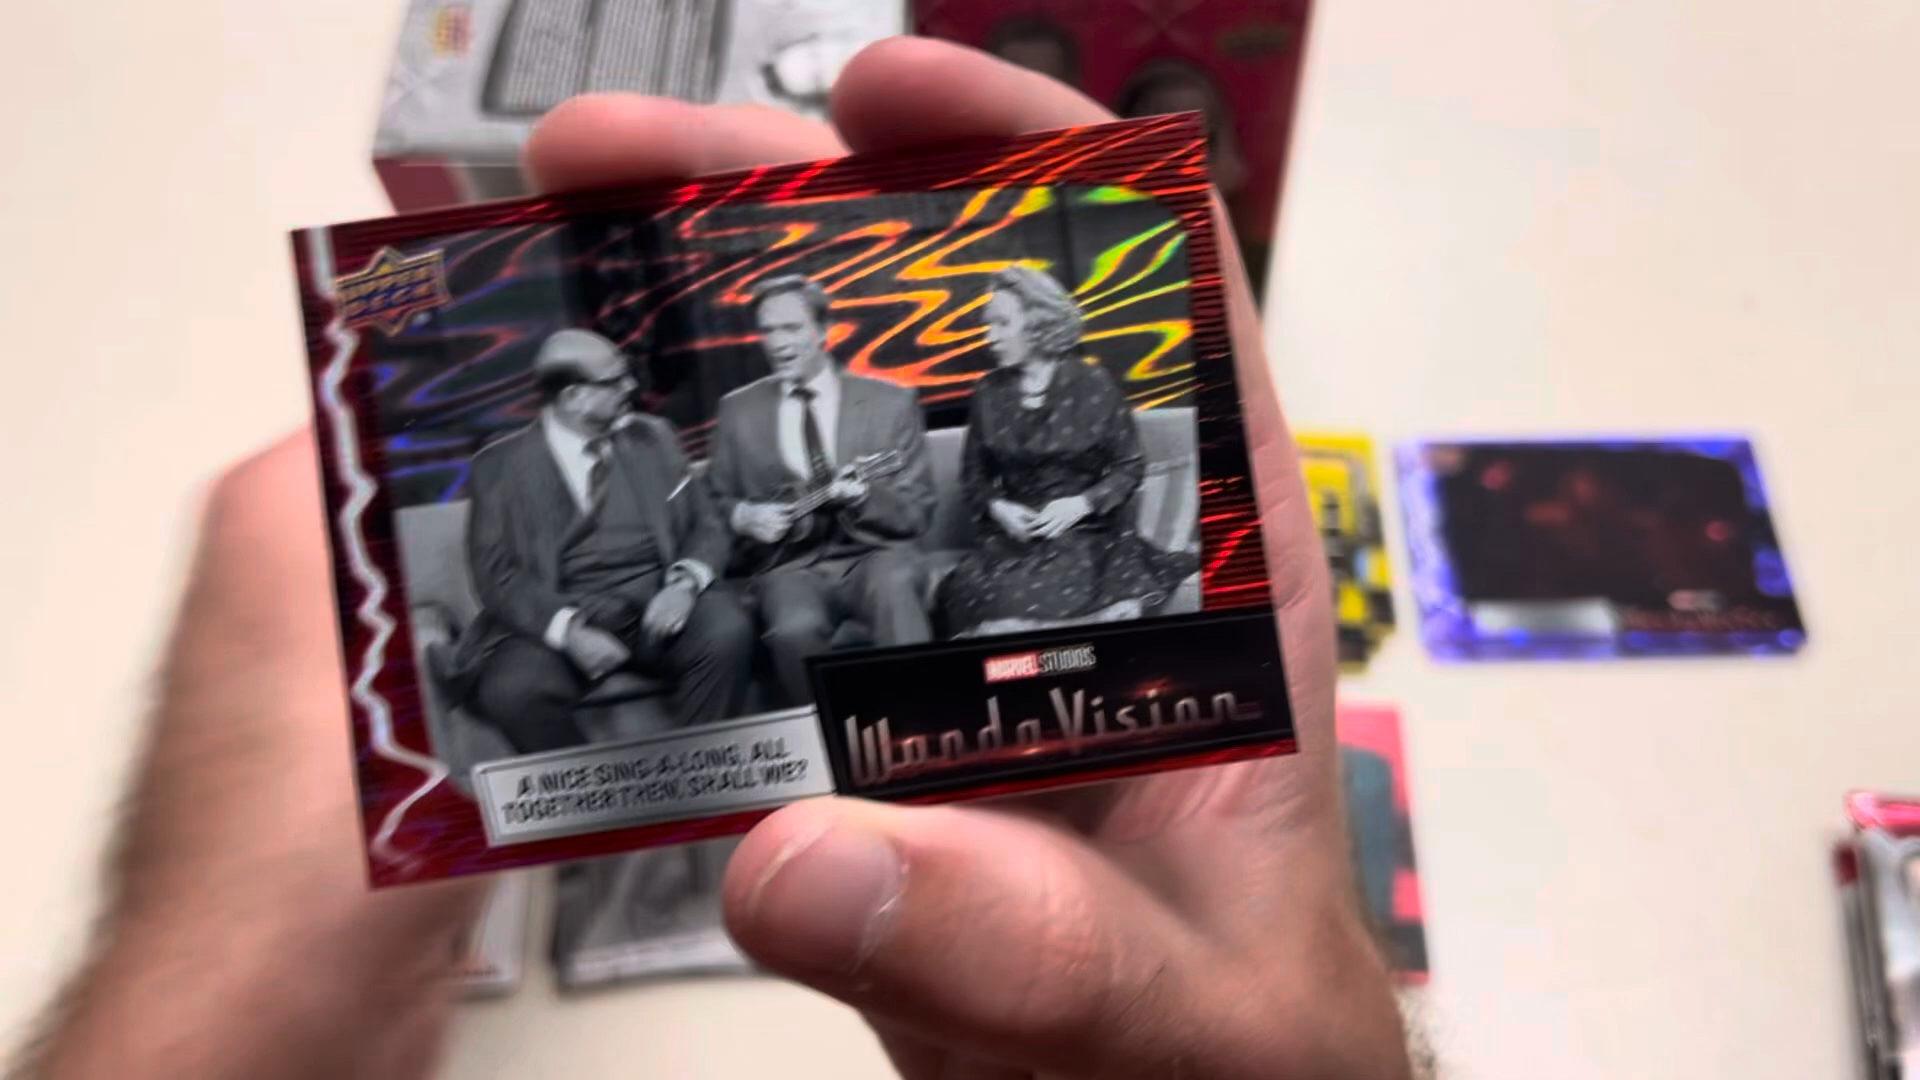 UPPER
DECK
MARVEL STUDIOS
WandaVision
A NICE SING-A-LONG. ALL
TOGETHER THEN, SHALL WE?